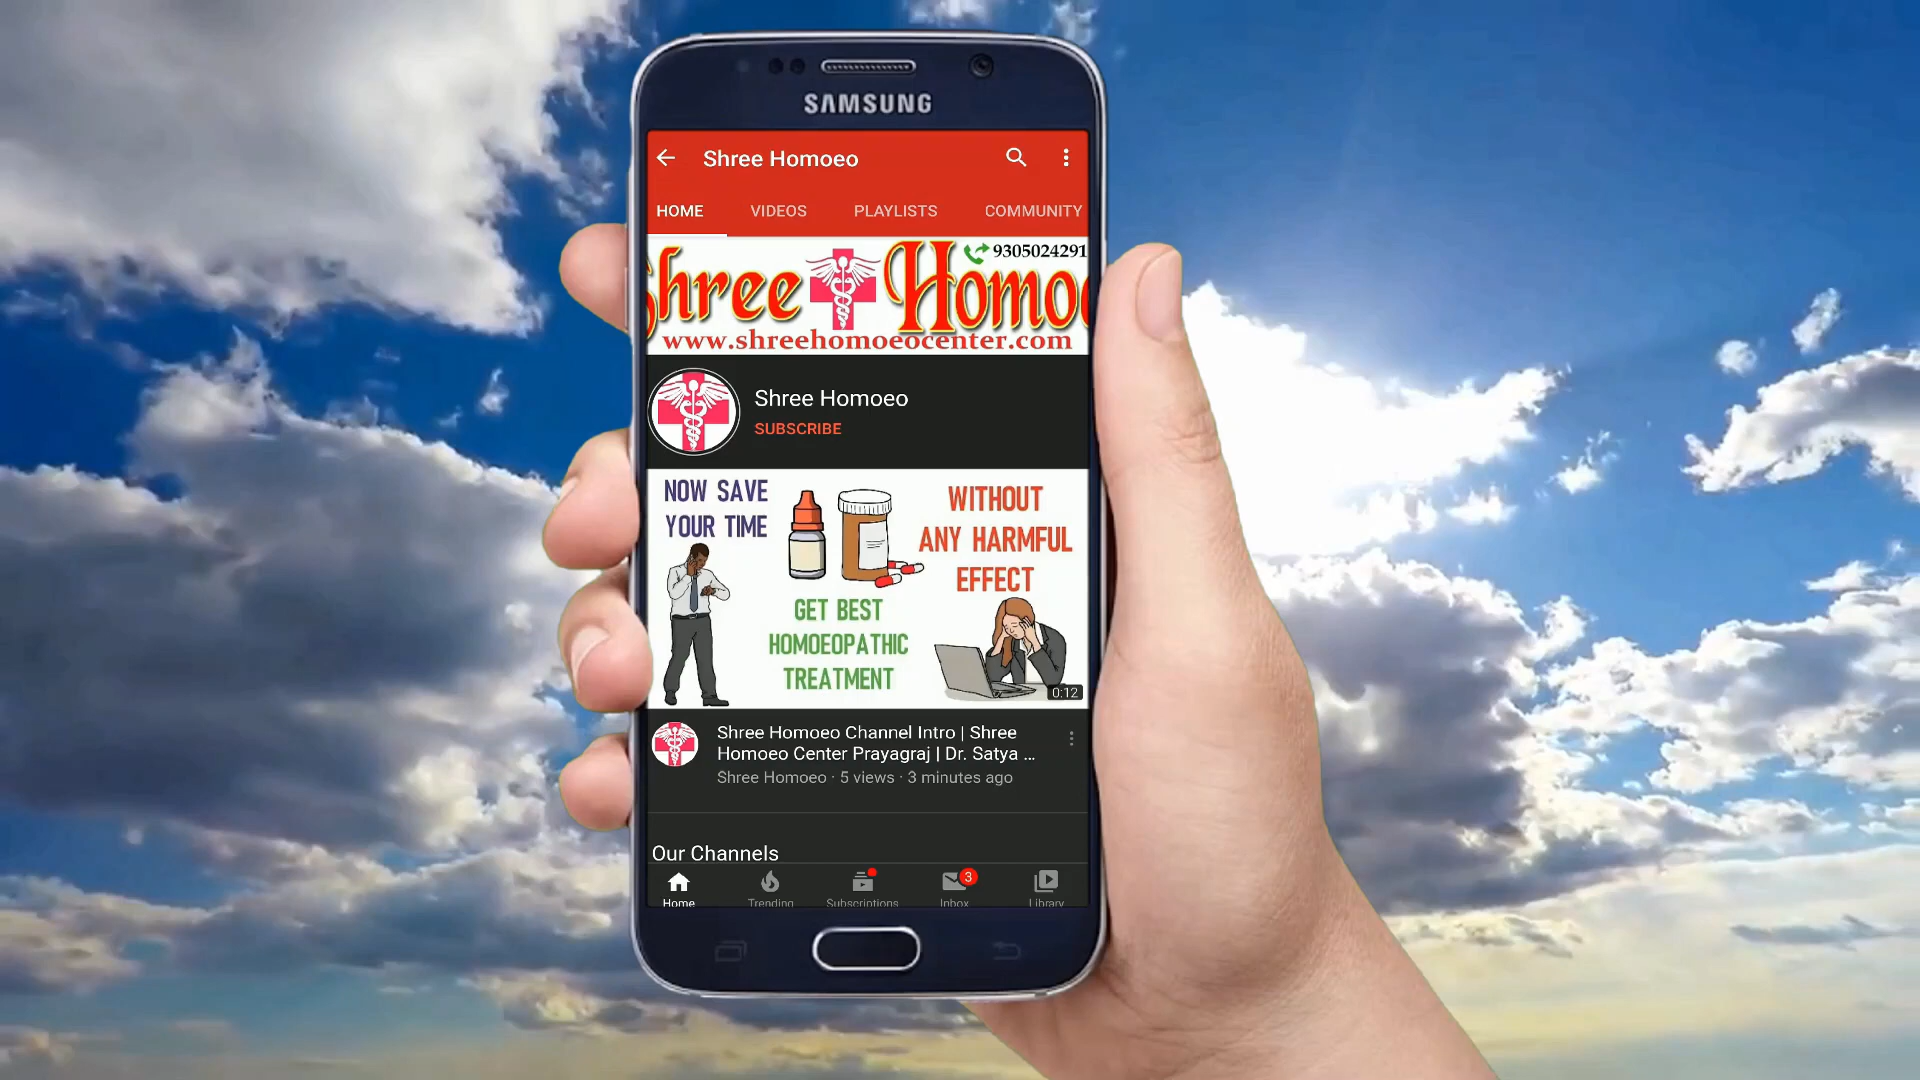 SAMSUNG
Shree Homoeo
HOME VIDEOS PLAYLISTS COMMUNITY
9305024291
Shree Homoe
www.shreehomoeocenter.com
Shree Homoeo
SUBSCRIBE
NOW SAVE
YOUR TIME
WITHOUT
ANY HARMFUL
EFFECT
GET BEST
HOMOEOPATHIC
TREATMENT
0:12
Shree Homoeo Channel Intro | Shree
Homoeo Center Prayagraj | Dr. Satya ...
Shree Homoeo · 5 views · 3 minutes ago
Our Channels
3
Home Trending Subscriptions Inbox Library